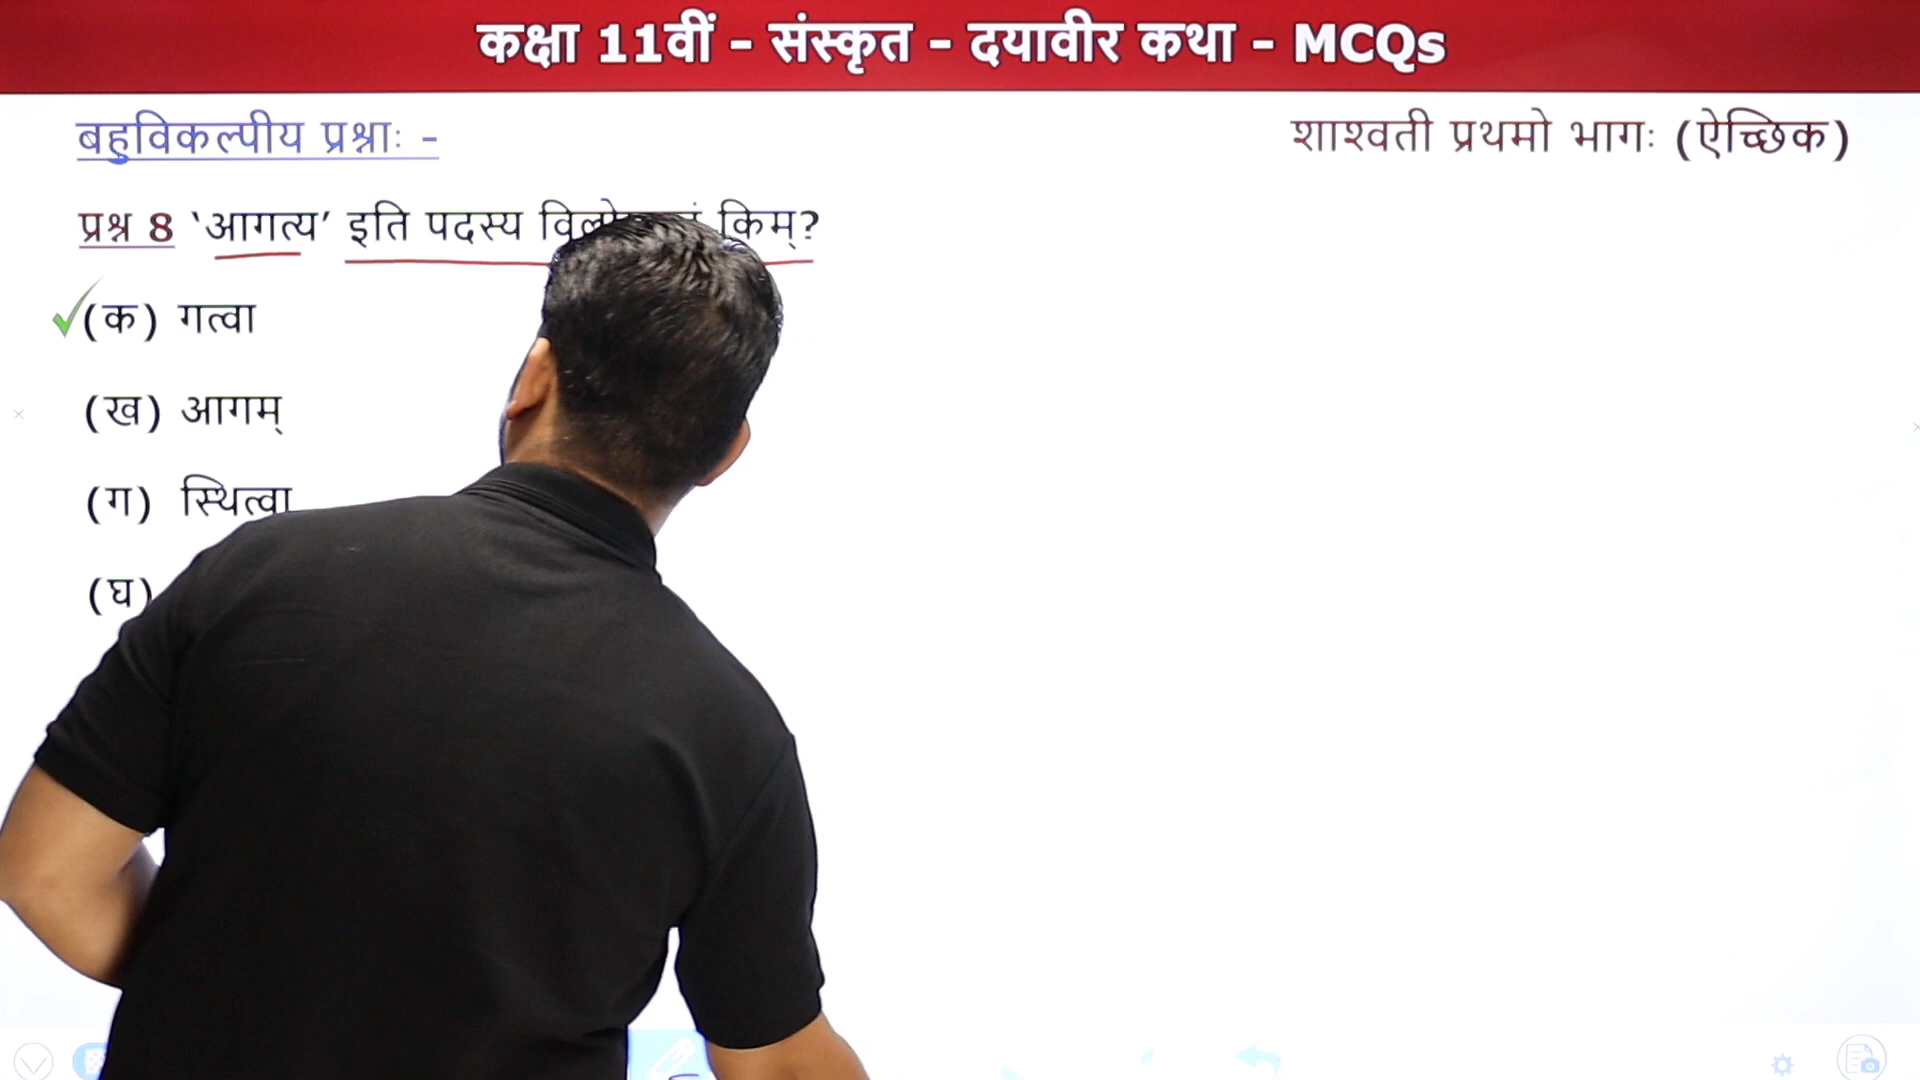 कक्षा 11वीं - संस्कृत - दयावीर कथा - MCQs
बहुविकल्पीय प्रश्नाः -
शाश्वती प्रथमो भागः (ऐच्छिक)
प्रश्न 8 ‘आगत्य’ इति पदस्य किम्?
(क) गत्वा
(ख) आगम्
(ग) स्थित्वा
(घ)